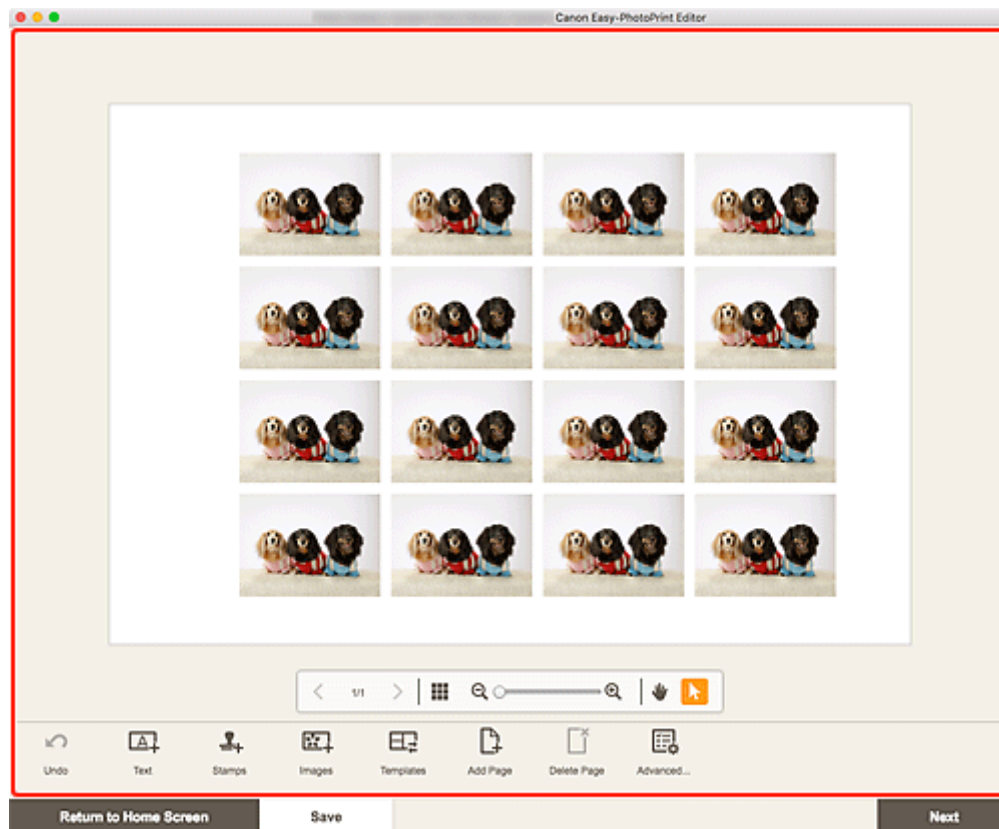 Canon Easy-PhotoPrint Editor
1/1
Undo
Text
Stamps
Images
Templates
Add Page
Delete Page
Advanced...
Return to Home Screen
Save
Next